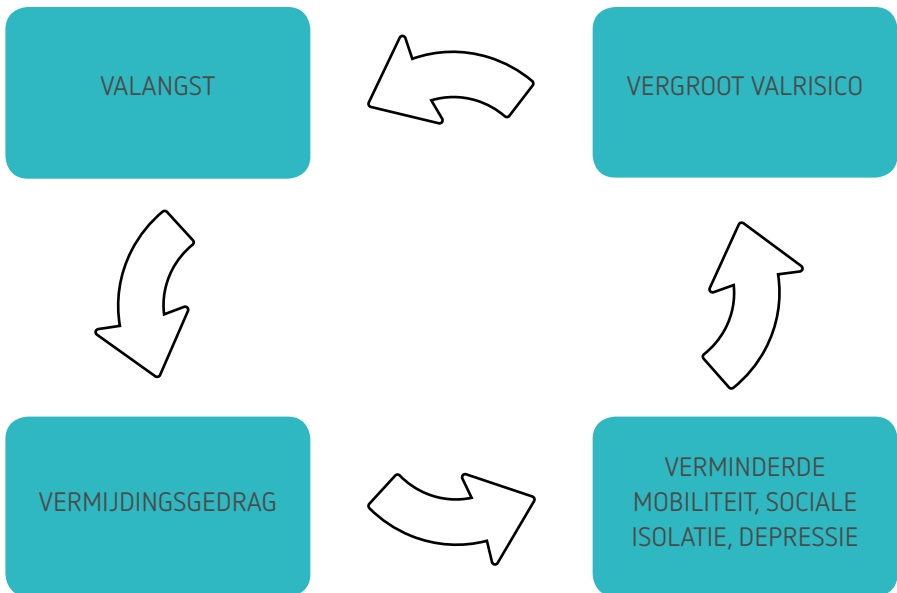 VALANGST
VERGROOT VALRISICO
VERMIJDINGSGEDRAG
VERMINDERDE
MOBILITEIT, SOCIALE
ISOLATIE, DEPRESSIE